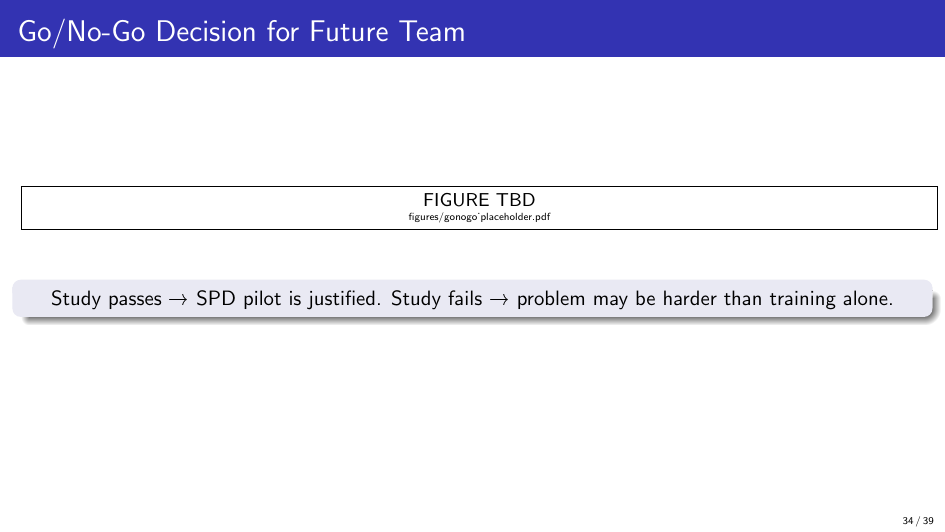 Go/No-Go Decision for Future Team
FIGURE TBD
figures/gonogo˙placeholder.pdf
Study passes → SPD pilot is justified. Study fails → problem may be harder than training alone.
34 / 39